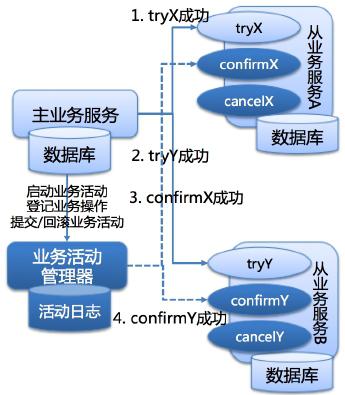 1. tryX成功
tryX
confirmX
cancelX
从业务服务A
数据库
主业务服务
数据库
2. tryY成功
3. confirmX成功
启动业务活动
登记业务操作
提交/回滚业务活动
业务活动
管理器
活动日志
4. confirmY成功
tryY
confirmY
cancelY
从业务服务B
数据库